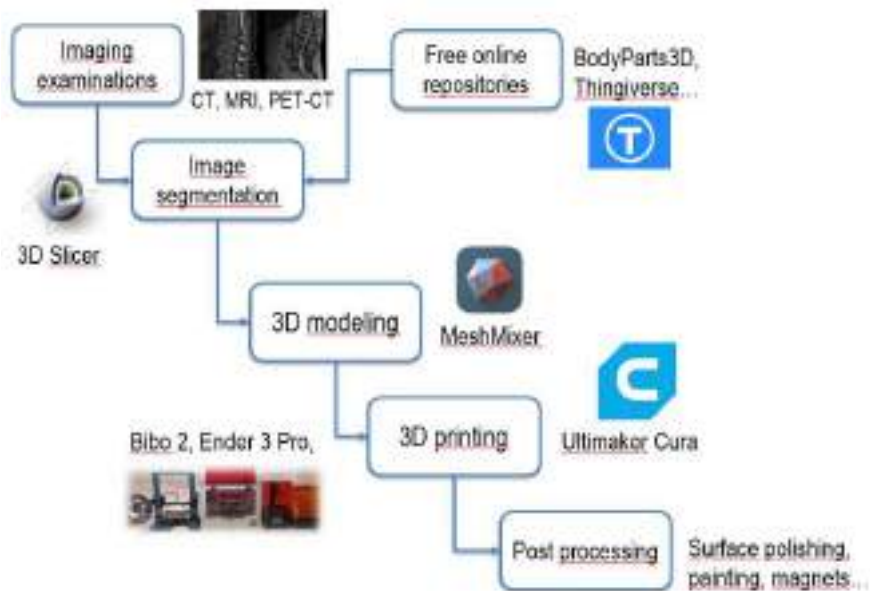 Imaging
examinations
CT, MRI, PET-CT
Free online
repositories
BodyParts3D,
Thingiverse...
T
Image
segmentation
3D Slicer
3D modeling
MeshMixer
C
3D printing
Ultimaker Cura
Bibo 2, Ender 3 Pro,
Post processing
Surface polishing,
painting, magnets...